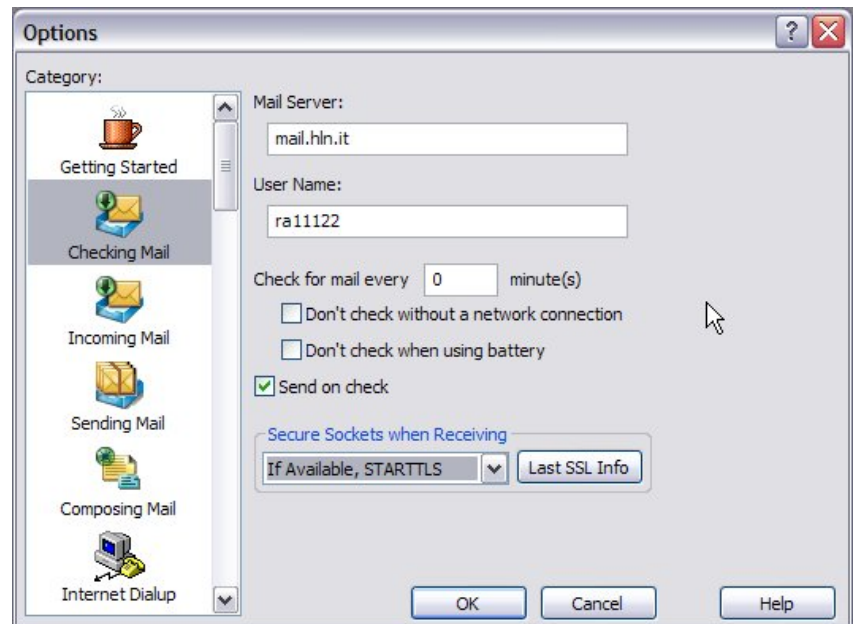 Options
Category:
Getting Started
Checking Mail
Incoming Mail
Sending Mail
Composing Mail
Internet Dialup
Mail Server:
mail.hln.it
User Name:
ra11122
Check for mail every 0 minute(s)
Don't check without a network connection
Don't check when using battery
Send on check
Secure Sockets when Receiving
If Available, STARTTLS
Last SSL Info
OK
Cancel
Help